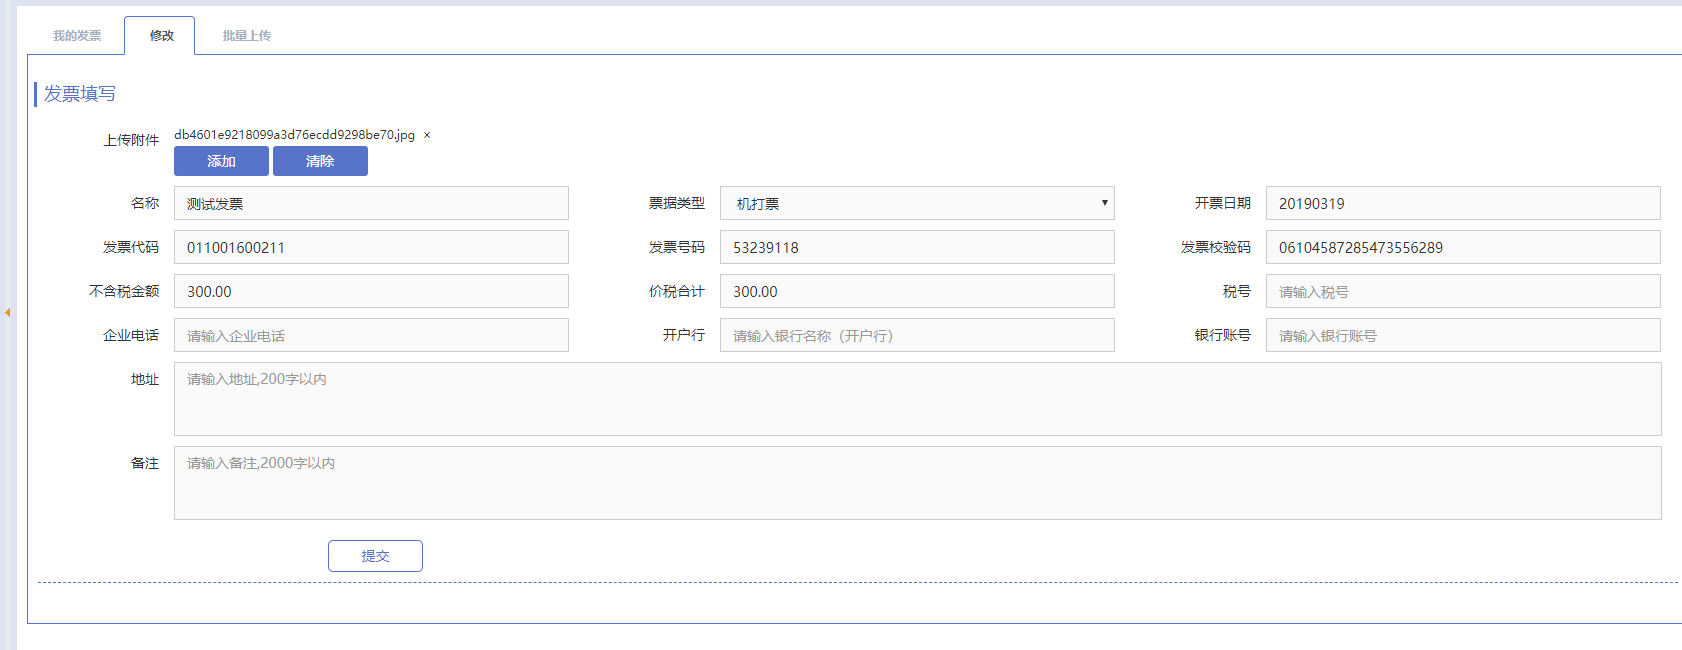 我的发票 修改 批量上传
发票填写
上传附件 db4601e9218099a3d76ecdd9298be70.jpg ×
添加 清除
名称 测试发票 票据类型 机打票 开票日期 20190319
发票代码 011001600211 发票号码 53239118 发票校验码 06104587285473556289
不含税金额 300.00 价税合计 300.00 税号 请输入税号
企业电话 请输入企业电话 开户行 请输入银行名称（开户行） 银行账号 请输入银行账号
地址 请输入地址,200字以内
备注 请输入备注,2000字以内
提交